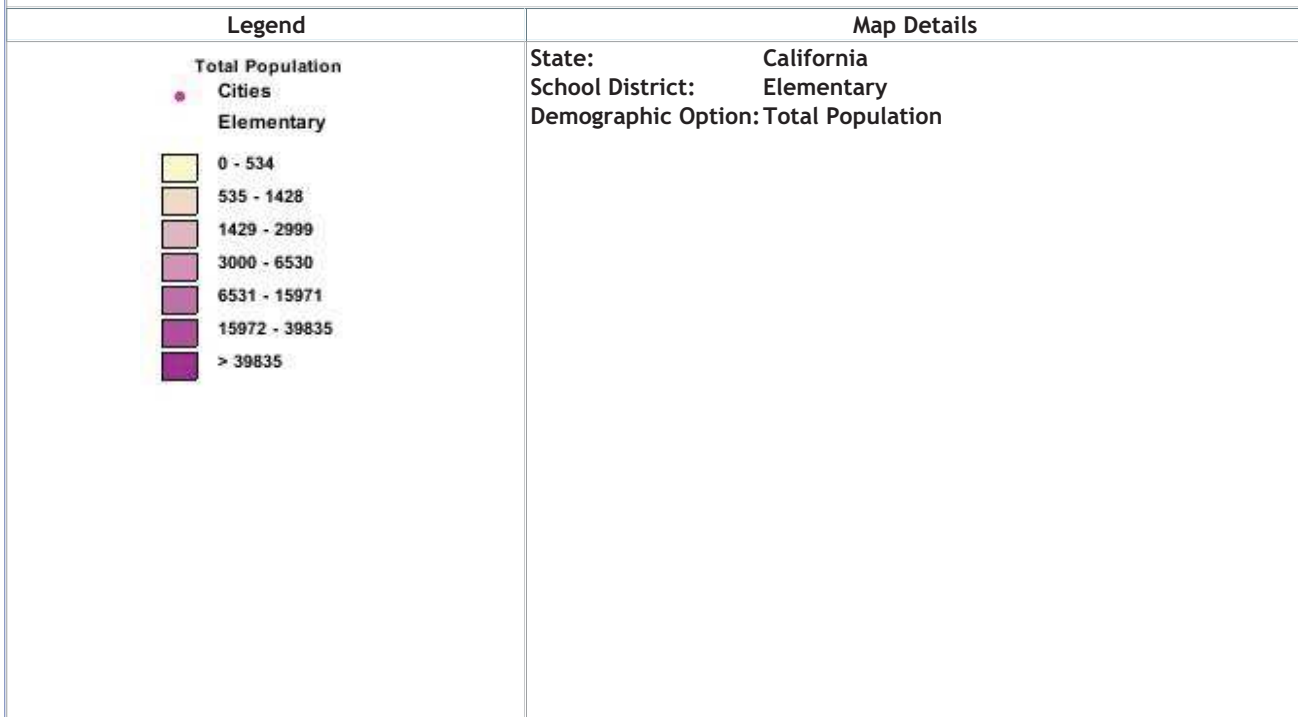 Legend
Total Population
Cities
Elementary
0 - 534
535 - 1428
1429 - 2999
3000 - 6530
6531 - 15971
15972 - 39835
> 39835
Map Details
State: California
School District: Elementary
Demographic Option: Total Population